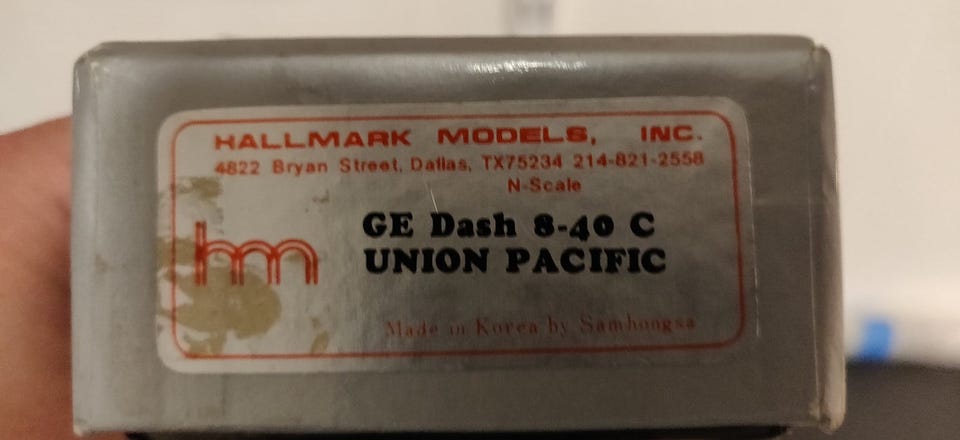 HALLMARK MODELS, INC.
4822 Bryan Street, Dallas, TX75234 214-821-2558
N-Scale
hm
GE Dash 8-40 C
UNION PACIFIC
Made in Korea by Samhongsa